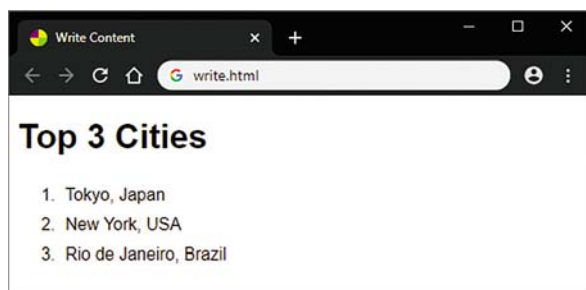 Write Content
write.html
Top 3 Cities
1. Tokyo, Japan
2. New York, USA
3. Rio de Janeiro, Brazil